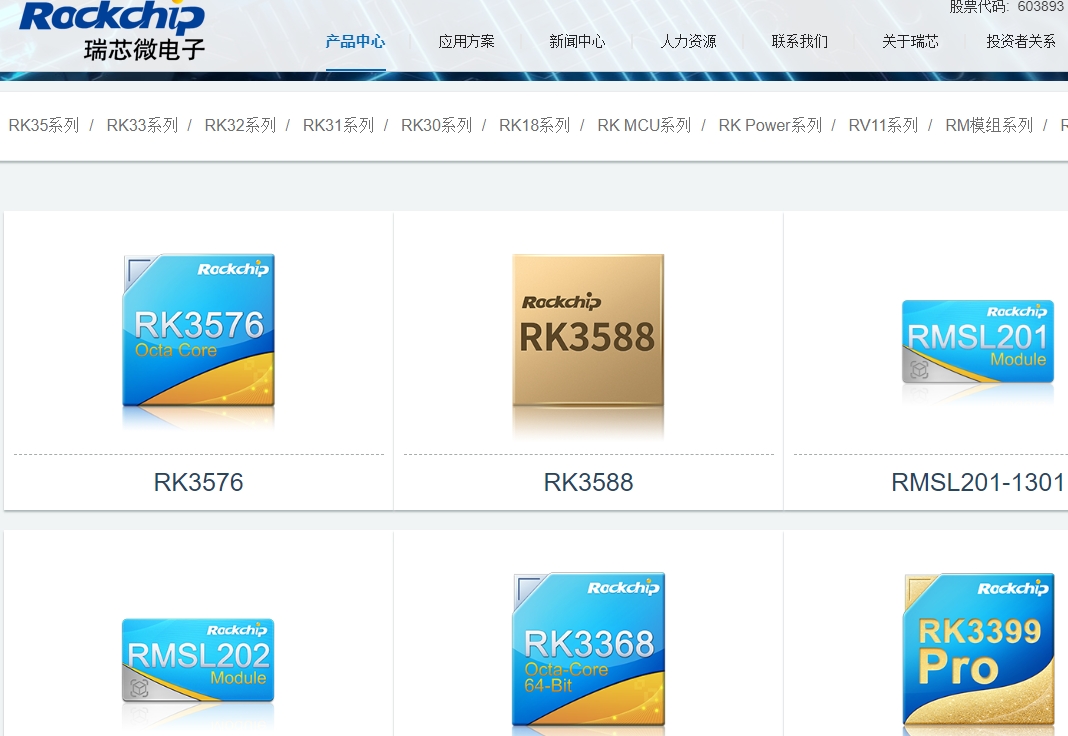 Rockchip
瑞芯微电子
股票代码: 603893
产品中心 应用方案 新闻中心 人力资源 联系我们 关于瑞芯 投资者关系
RK35系列 / RK33系列 / RK32系列 / RK31系列 / RK30系列 / RK18系列 / RK MCU系列 / RK Power系列 / RV11系列 / RM模组系列 /
Rockchip
RK3576
Octa Core
RK3576
Rockchip
RK3588
RK3588
Rockchip
RMSL201
Module
RMSL201-1301
Rockchip
RMSL202
Module
Rockchip
RK3368
Octa-Core
64-Bit
Rockchip
RK3399
Pro